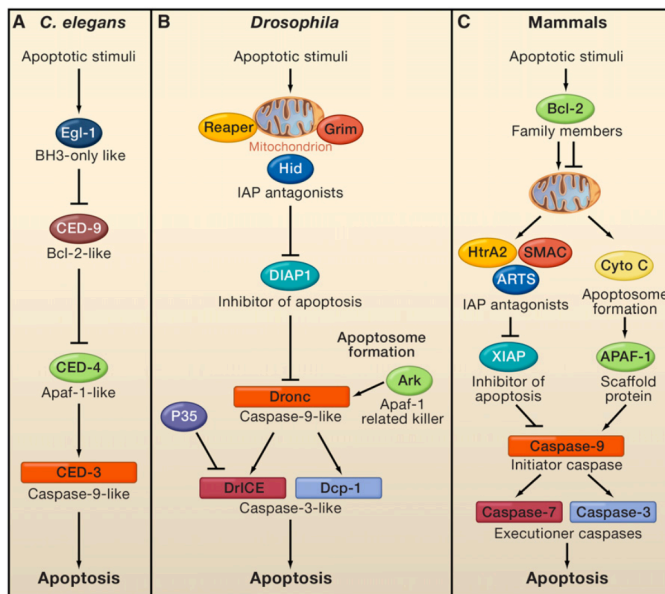 A C. elegans
Apoptotic stimuli
Egl-1
BH3-only like
CED-9
Bcl-2-like
CED-4
Apaf-1-like
CED-3
Caspase-9-like
Apoptosis
B Drosophila
Apoptotic stimuli
Reaper
Grim
Mitochondrion
Hid
IAP antagonists
DIAP1
Inhibitor of apoptosis
Apoptosome
formation
Dronc
Ark
Caspase-9-like
Apaf-1
related killer
P35
DrICE
Dcp-1
Caspase-3-like
Apoptosis
C Mammals
Apoptotic stimuli
Bcl-2
Family members
HtrA2
SMAC
ARTS
IAP antagonists
Cyto C
Apoptosome
formation
XIAP
Inhibitor of
apoptosis
APAF-1
Scaffold
protein
Caspase-9
Initiator caspase
Caspase-7
Caspase-3
Executioner caspases
Apoptosis